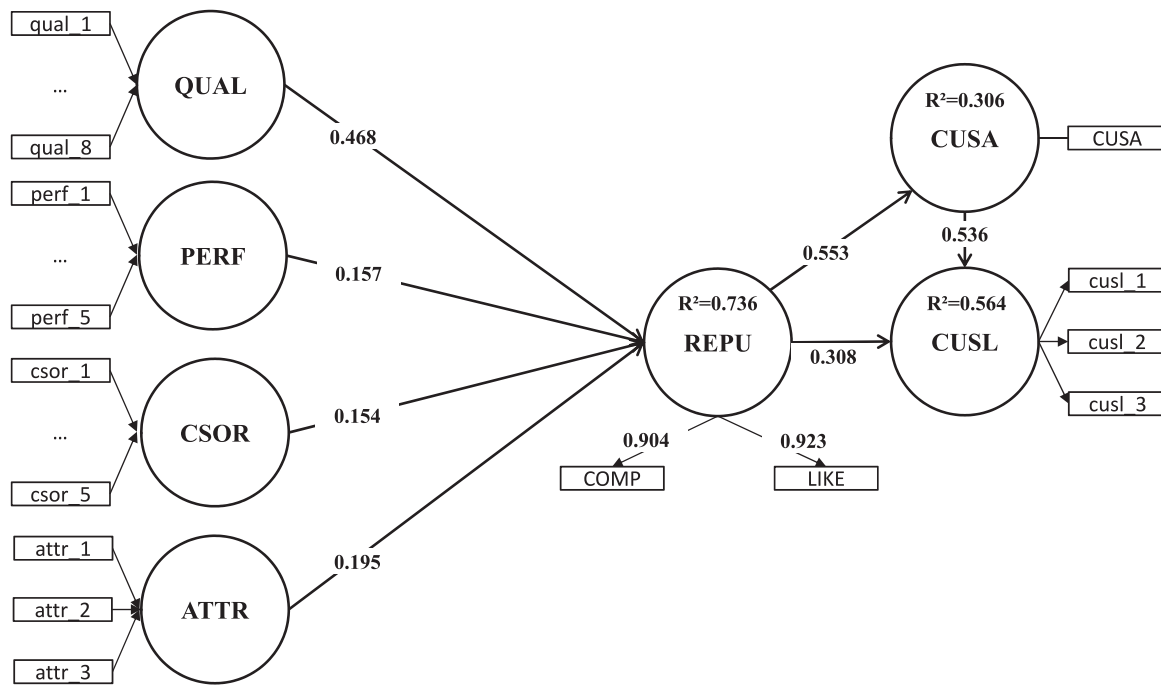 qual_1
...
qual_8
QUAL
0.468
perf_1
...
perf_5
PERF
0.157
csor_1
...
csor_5
CSOR
0.154
attr_1
attr_2
attr_3
ATTR
0.195
R²=0.736
REPU
0.904
COMP
0.923
LIKE
0.553
0.308
R²=0.306
CUSA
CUSA
0.536
R²=0.564
CUSL
cusl_1
cusl_2
cusl_3